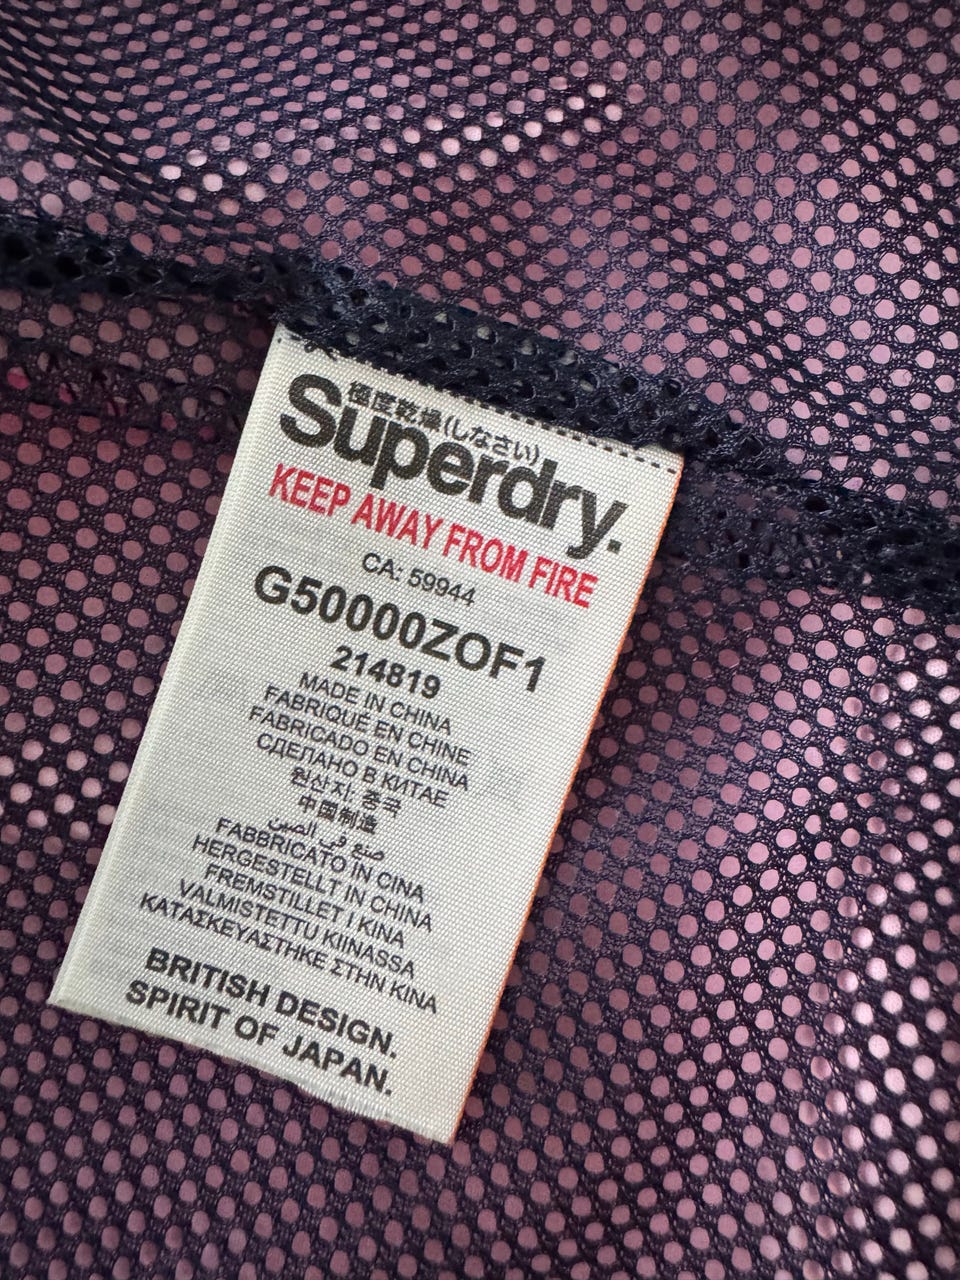 極度乾燥(しなさい)
Superdry.
KEEP AWAY FROM FIRE
CA: 59944
G50000ZOF1
214819
MADE IN CHINA
FABRIQUÉ EN CHINE
FABRICADO EN CHINA
СДЕЛАНО В КИТАЕ
원산지: 중국
中国制造
صنع في الصين
FABBRICATO IN CINA
HERGESTELLT IN CHINA
FREMSTILLET I KINA
VALMISTETTU KIINASSA
ΚΑΤΑΣΚΕΥΑΣΤΗΚΕ ΣΤΗΝ ΚΙΝΑ
BRITISH DESIGN.
SPIRIT OF JAPAN.